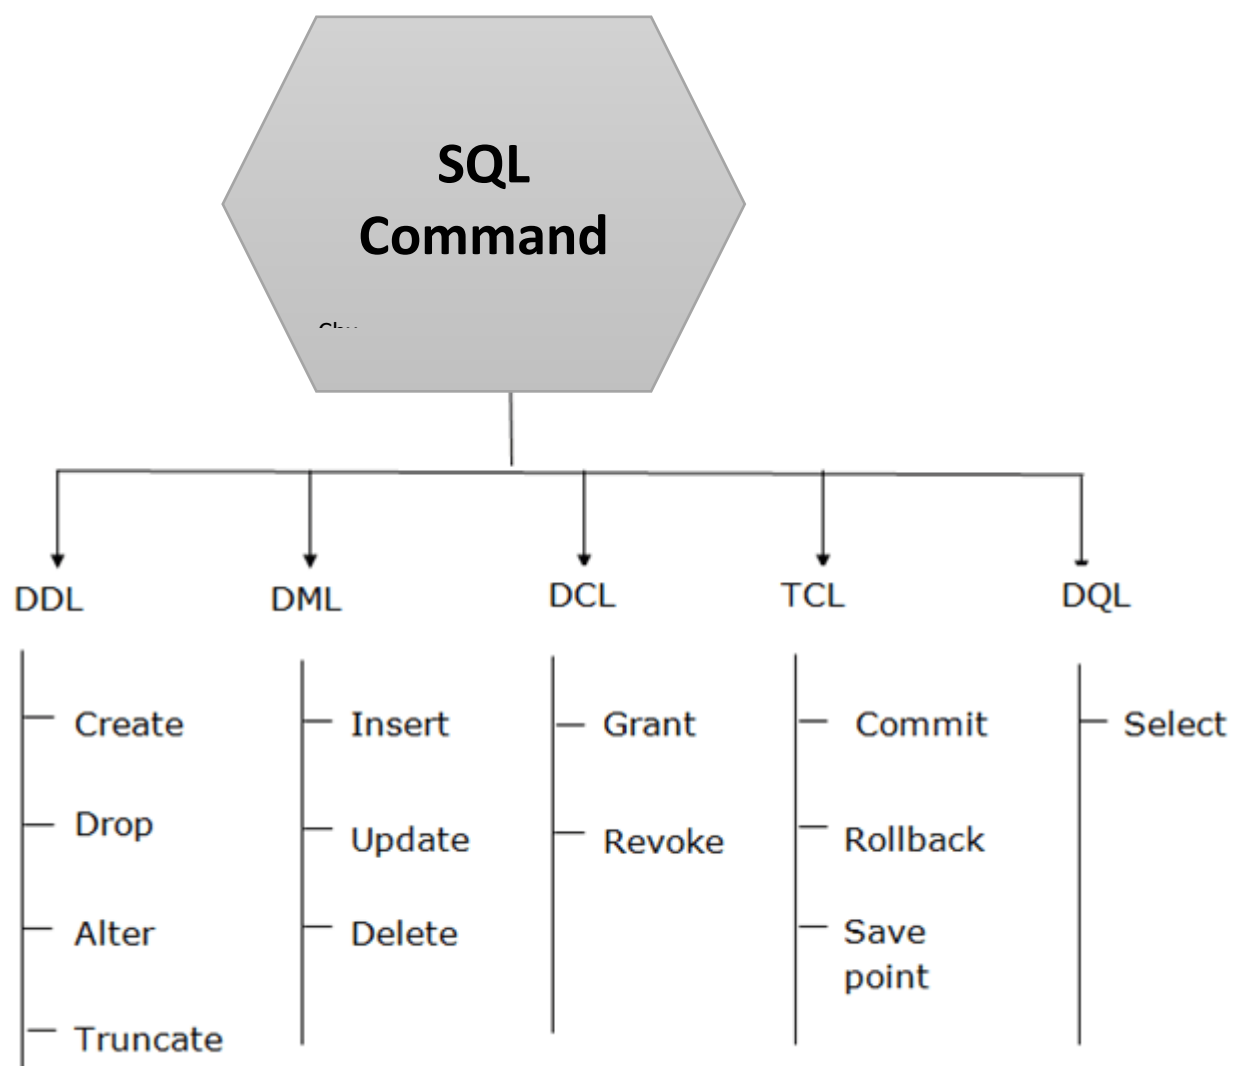 SQL
Command
DDL
DML
DCL
TCL
DQL
Create
Insert
Grant
Commit
Select
Drop
Update
Revoke
Rollback
Alter
Delete
Save
point
Truncate